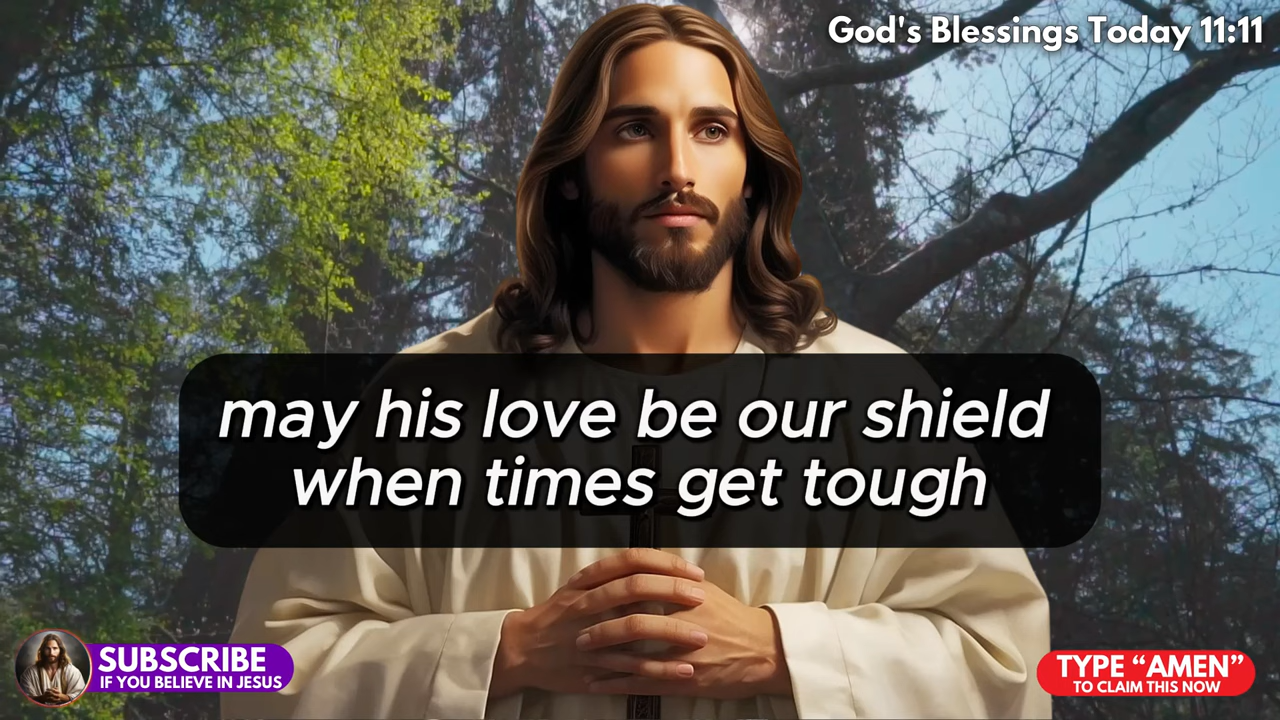 God's Blessings Today 11:11
may his love be our shield
when times get tough
SUBSCRIBE
IF YOU BELIEVE IN JESUS
TYPE “AMEN”
TO CLAIM THIS NOW